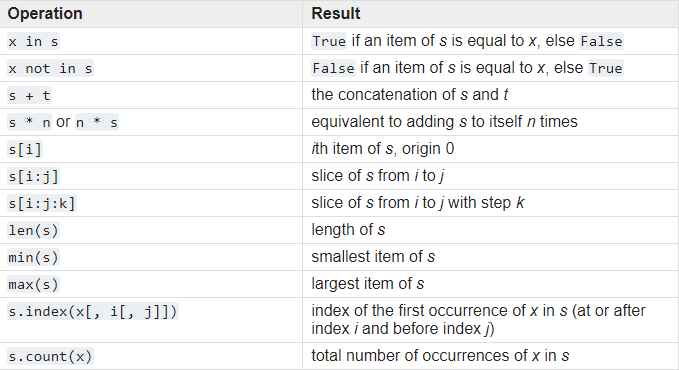 Operation Result
x in s True if an item of s is equal to x, else False
x not in s False if an item of s is equal to x, else True
s + t the concatenation of s and t
s * n or n * s equivalent to adding s to itself n times
s[i] ith item of s, origin 0
s[i:j] slice of s from i to j
s[i:j:k] slice of s from i to j with step k
len(s) length of s
min(s) smallest item of s
max(s) largest item of s
s.index(x[, i[, j]]) index of the first occurrence of x in s (at or after
index i and before index j)
s.count(x) total number of occurrences of x in s